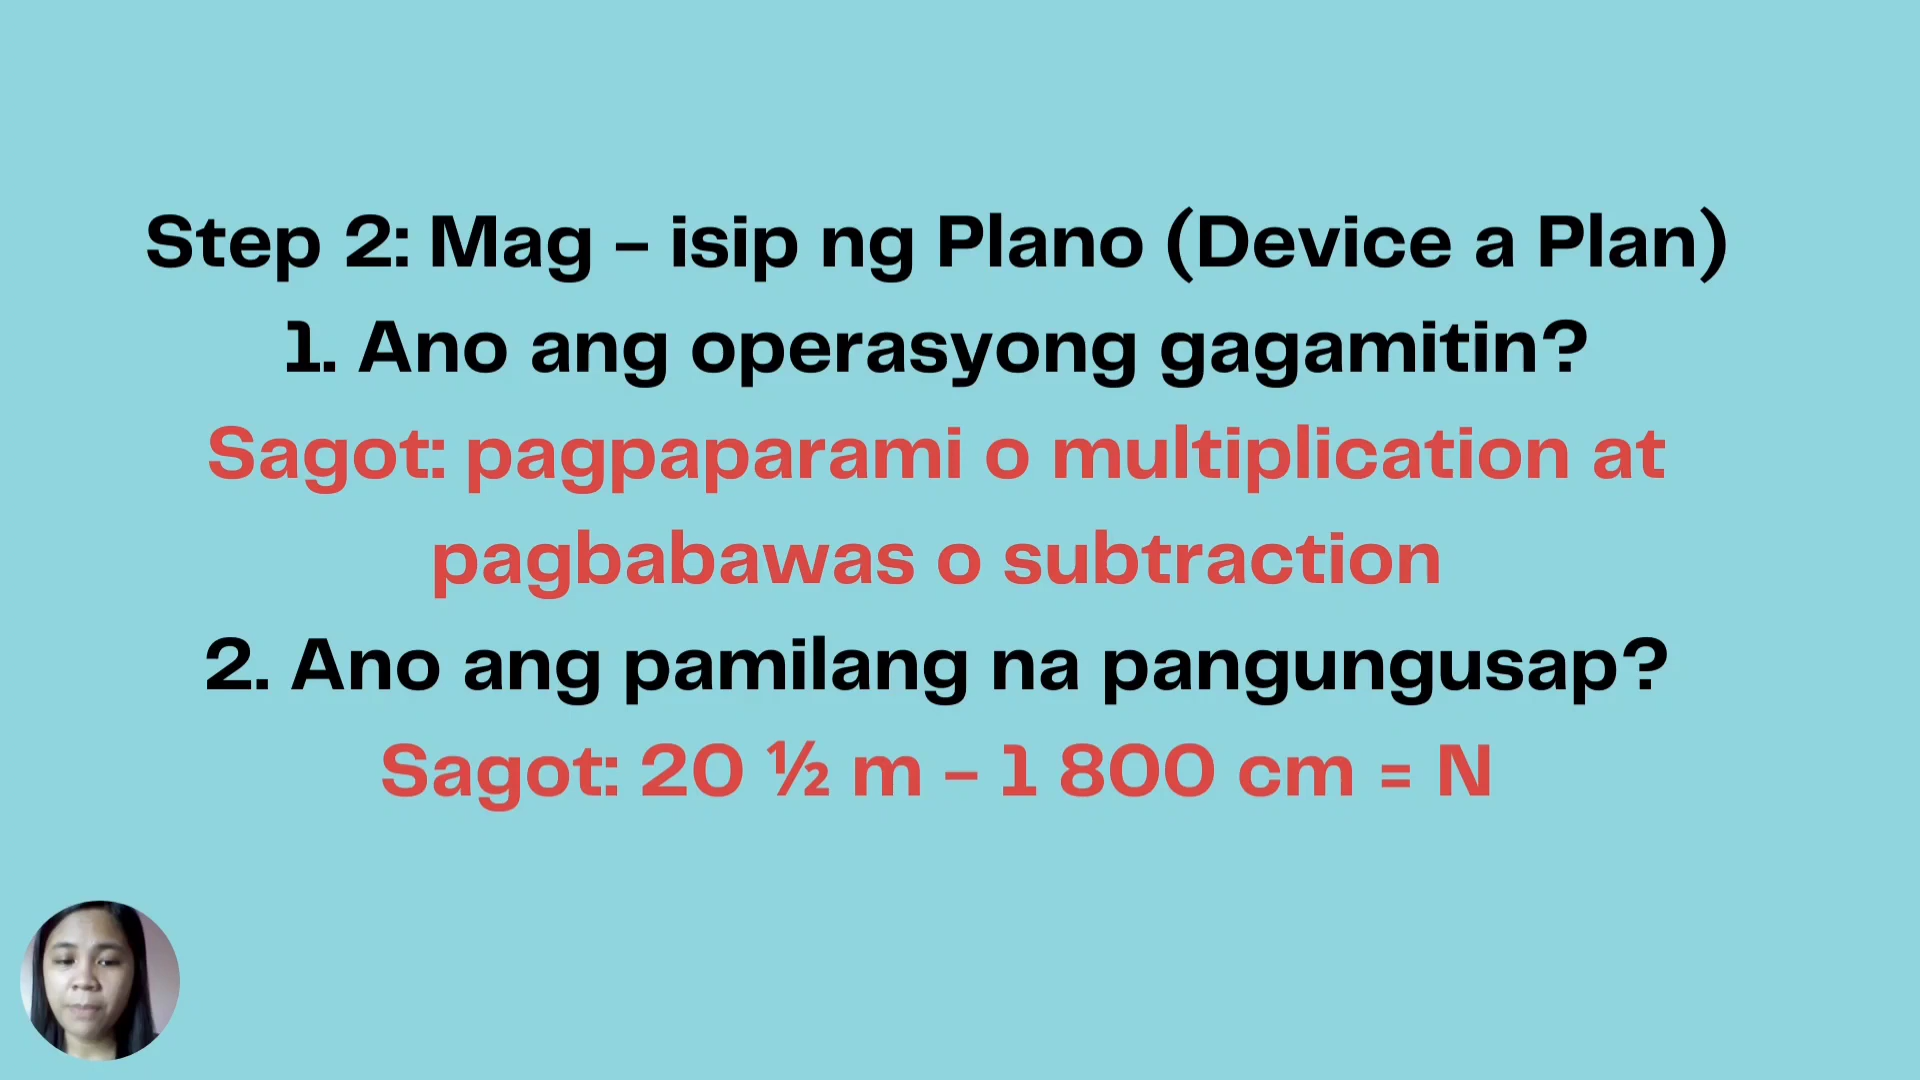 Step 2: Mag – isip ng Plano (Device a Plan)
1. Ano ang operasyong gagamitin?
Sagot: pagpaparami o multiplication at
pagbabawas o subtraction
2. Ano ang pamilang na pangungusap?
Sagot: 20 ½ m – 1 800 cm = N